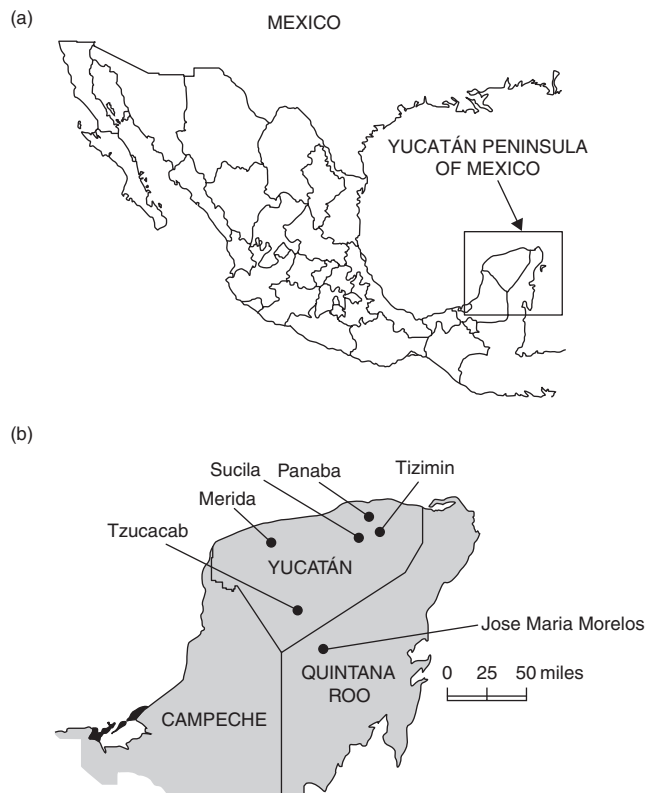 (a)
MEXICO
YUCATÁN PENINSULA
OF MEXICO
(b)
Sucila
Panaba
Tizimin
Merida
Tzucacab
YUCATÁN
Jose Maria Morelos
QUINTANA
ROO
0 25 50 miles
CAMPECHE